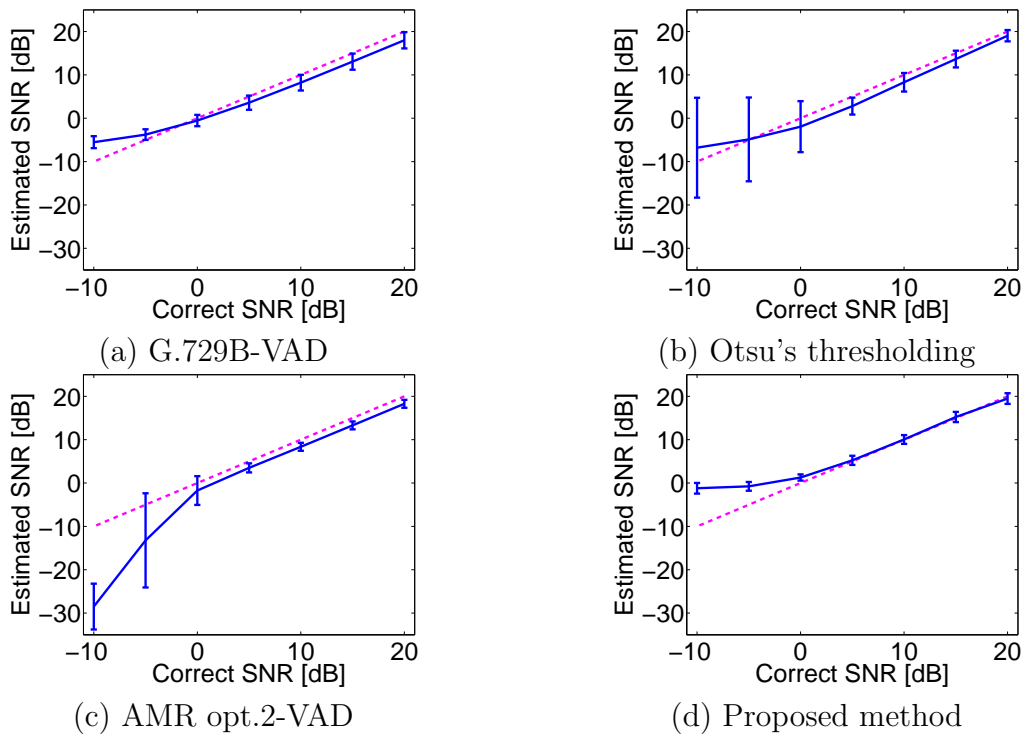 Estimated SNR [dB]
20
10
0
−10
−20
−30
−10 0 10 20
Correct SNR [dB]
(a) G.729B-VAD
Estimated SNR [dB]
20
10
0
−10
−20
−30
−10 0 10 20
Correct SNR [dB]
(b) Otsu's thresholding
Estimated SNR [dB]
20
10
0
−10
−20
−30
−10 0 10 20
Correct SNR [dB]
(c) AMR opt.2-VAD
Estimated SNR [dB]
20
10
0
−10
−20
−30
−10 0 10 20
Correct SNR [dB]
(d) Proposed method